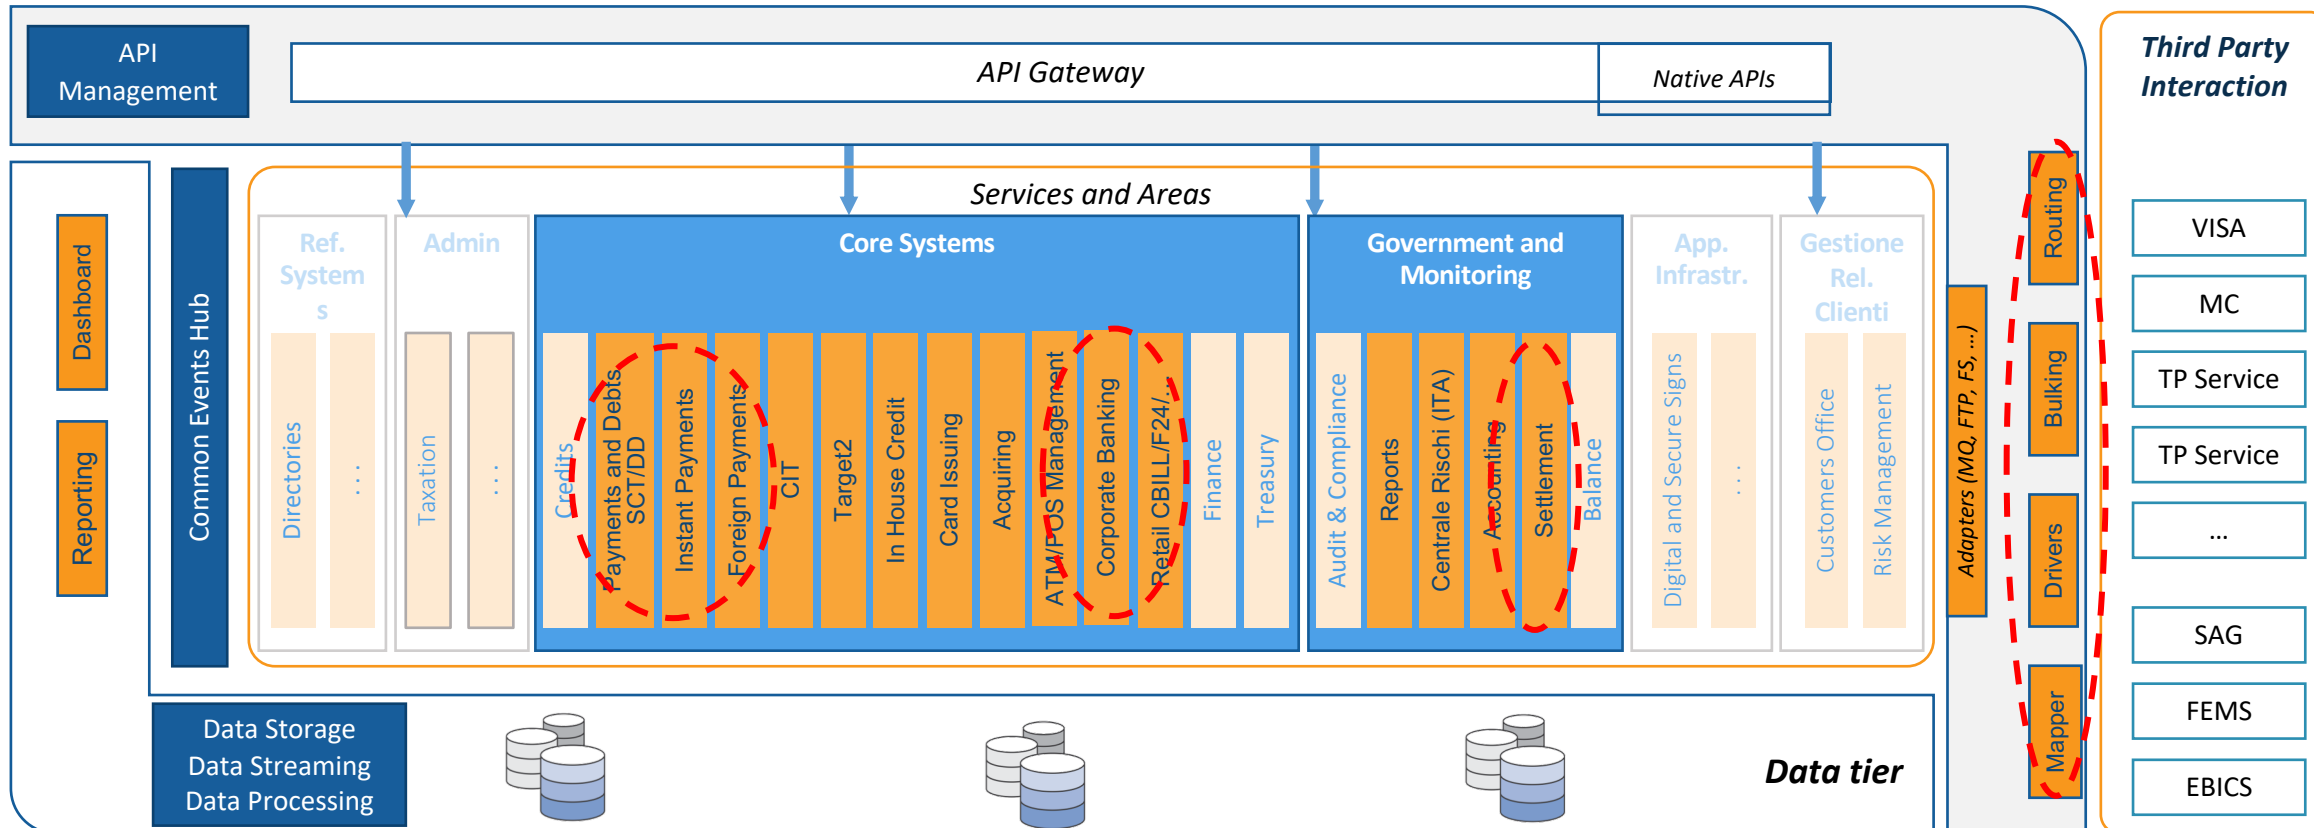 API
Management
API Gateway
Native APIs
Third Party
Interaction
Dashboard
Reporting
Common Events Hub
Services and Areas
Ref.
System
s
Directories
...
Admin
Taxation
...
Core Systems
Credits
Payments and Debts
SCT/DD
Instant Payments
Foreign Payments
CIT
Target2
In House Credit
Card Issuing
Acquiring
ATM/POS Management
Corporate Banking
Retail CBILL/F24/...
Finance
Treasury
Government and
Monitoring
Audit & Compliance
Reports
Centrale Rischi (ITA)
Accounting
Settlement
Balance
App.
Infrastr.
Digital and Secure Signs
...
Gestione
Rel.
Clienti
Customers Office
Risk Management
Adapters (MQ, FTP, FS, ...)
Routing
Bulking
Drivers
Mapper
VISA
MC
TP Service
TP Service
...
SAG
FEMS
EBICS
Data Storage
Data Streaming
Data Processing
Data tier